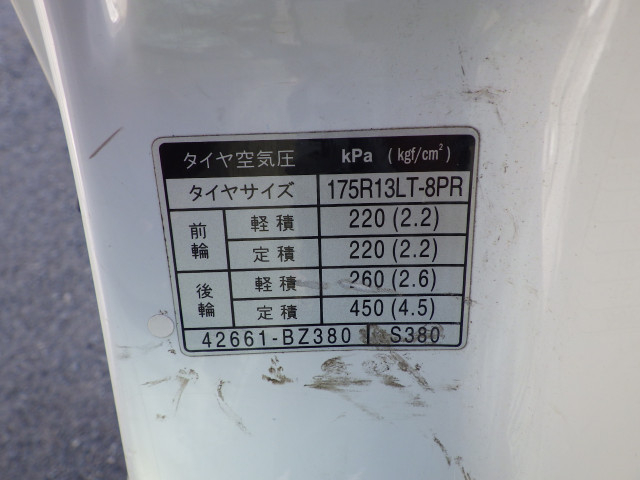 タイヤ空気圧 kPa (kgf/cm²)
タイヤサイズ 175R13LT-8PR
前輪 軽積 220 (2.2)
定積 220 (2.2)
後輪 軽積 260 (2.6)
定積 450 (4.5)
42661-BZ380 S380